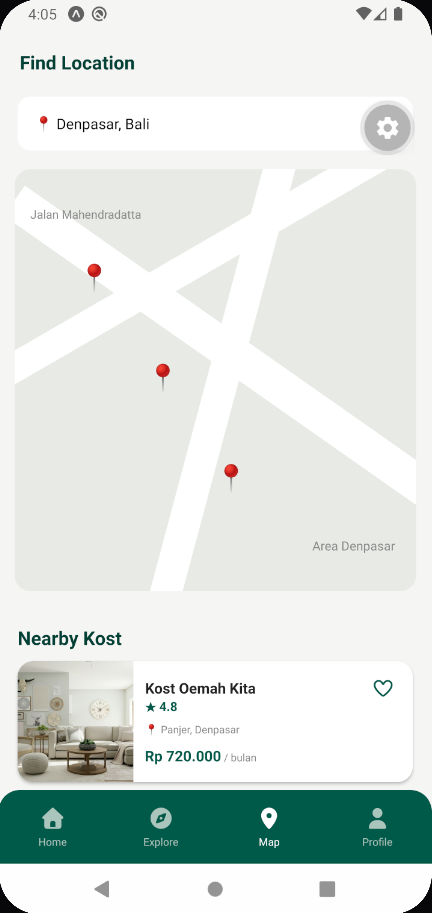 4:05
Find Location
Denpasar, Bali
Jalan Mahendradatta
Area Denpasar
Nearby Kost
Kost Oemah Kita
★ 4.8
Panjer, Denpasar
Rp 720.000 / bulan
Home Explore Map Profile